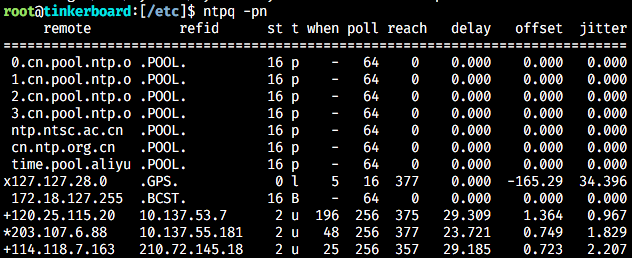 root@tinkerboard:[/etc]$ ntpq -pn
     remote           refid      st t when poll reach   delay   offset  jitter
==============================================================================
 0.cn.pool.ntp.o .POOL.          16 p    -   64    0    0.000    0.000   0.000
 1.cn.pool.ntp.o .POOL.          16 p    -   64    0    0.000    0.000   0.000
 2.cn.pool.ntp.o .POOL.          16 p    -   64    0    0.000    0.000   0.000
 3.cn.pool.ntp.o .POOL.          16 p    -   64    0    0.000    0.000   0.000
 ntp.ntsc.ac.cn  .POOL.          16 p    -   64    0    0.000    0.000   0.000
 cn.ntp.org.cn   .POOL.          16 p    -   64    0    0.000    0.000   0.000
 time.pool.aliyu .POOL.          16 p    -   64    0    0.000    0.000   0.000
x127.127.28.0    .GPS.            0 l    5   16  377    0.000  -165.29  34.396
 172.18.127.255  .BCST.          16 B    -   64    0    0.000    0.000   0.000
+120.25.115.20   10.137.53.7      2 u  196  256  375   29.309    1.364   0.967
*203.107.6.88    10.137.55.181    2 u   48  256  377   23.721    0.749   1.829
+114.118.7.163   210.72.145.18    2 u   25  256  357   29.185    0.723   2.207